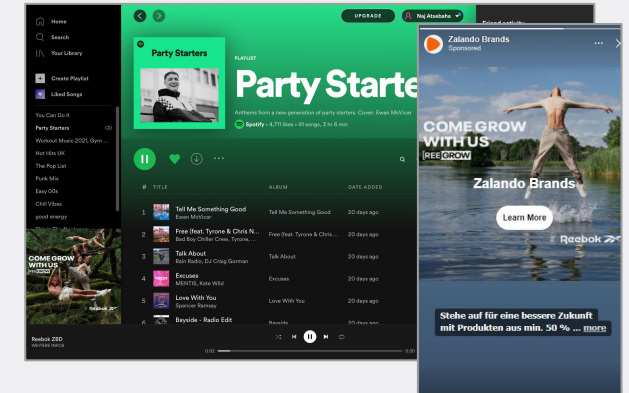 Home
Search
Your Library
Create Playlist
Liked Songs
You Can Do It
Party Starters
Workout Music 2021, Gym ...
Hot Hits UK
The Pop List
Punk Mix
Easy 00s
Chill Vibes
good energy
COME GROW
WITH US
[REE]GROW
Reebok
Reebok ZBD
WEITERE INFOS
UPGRADE
Naj Atsebaha
Friend activity
Party Starters
PLAYLIST
Party Starte
Anthems from a new generation of party starters. Cover: Ewan McVicar
Spotify • 4,711 likes • 61 songs, 3 hr 6 min
# TITLE ALBUM DATE ADDED
1 Tell Me Something Good Tell Me Something Good 20 days ago
Ewan McVicar
2 Free (feat. Tyrone & Chris N... Free (feat. Tyrone & Chris ... 20 days ago
Bad Boy Chiller Crew, Tyrone, ...
3 Talk About Talk About 20 days ago
Rain Radio, DJ Craig Gorman
4 Excuses Excuses 20 days ago
MENTIS, Kate Wild
5 Love With You Love With You 20 days ago
Spencer Ramsay
6 Bayside - Radio Edit Bayside 20 days ago
0:02 0:30
Zalando Brands
Sponsored
COME GROW
WITH US
[REE]GROW
Zalando Brands
Learn More
Reebok
Stehe auf für eine bessere Zukunft
mit Produkten aus min. 50 % ... more